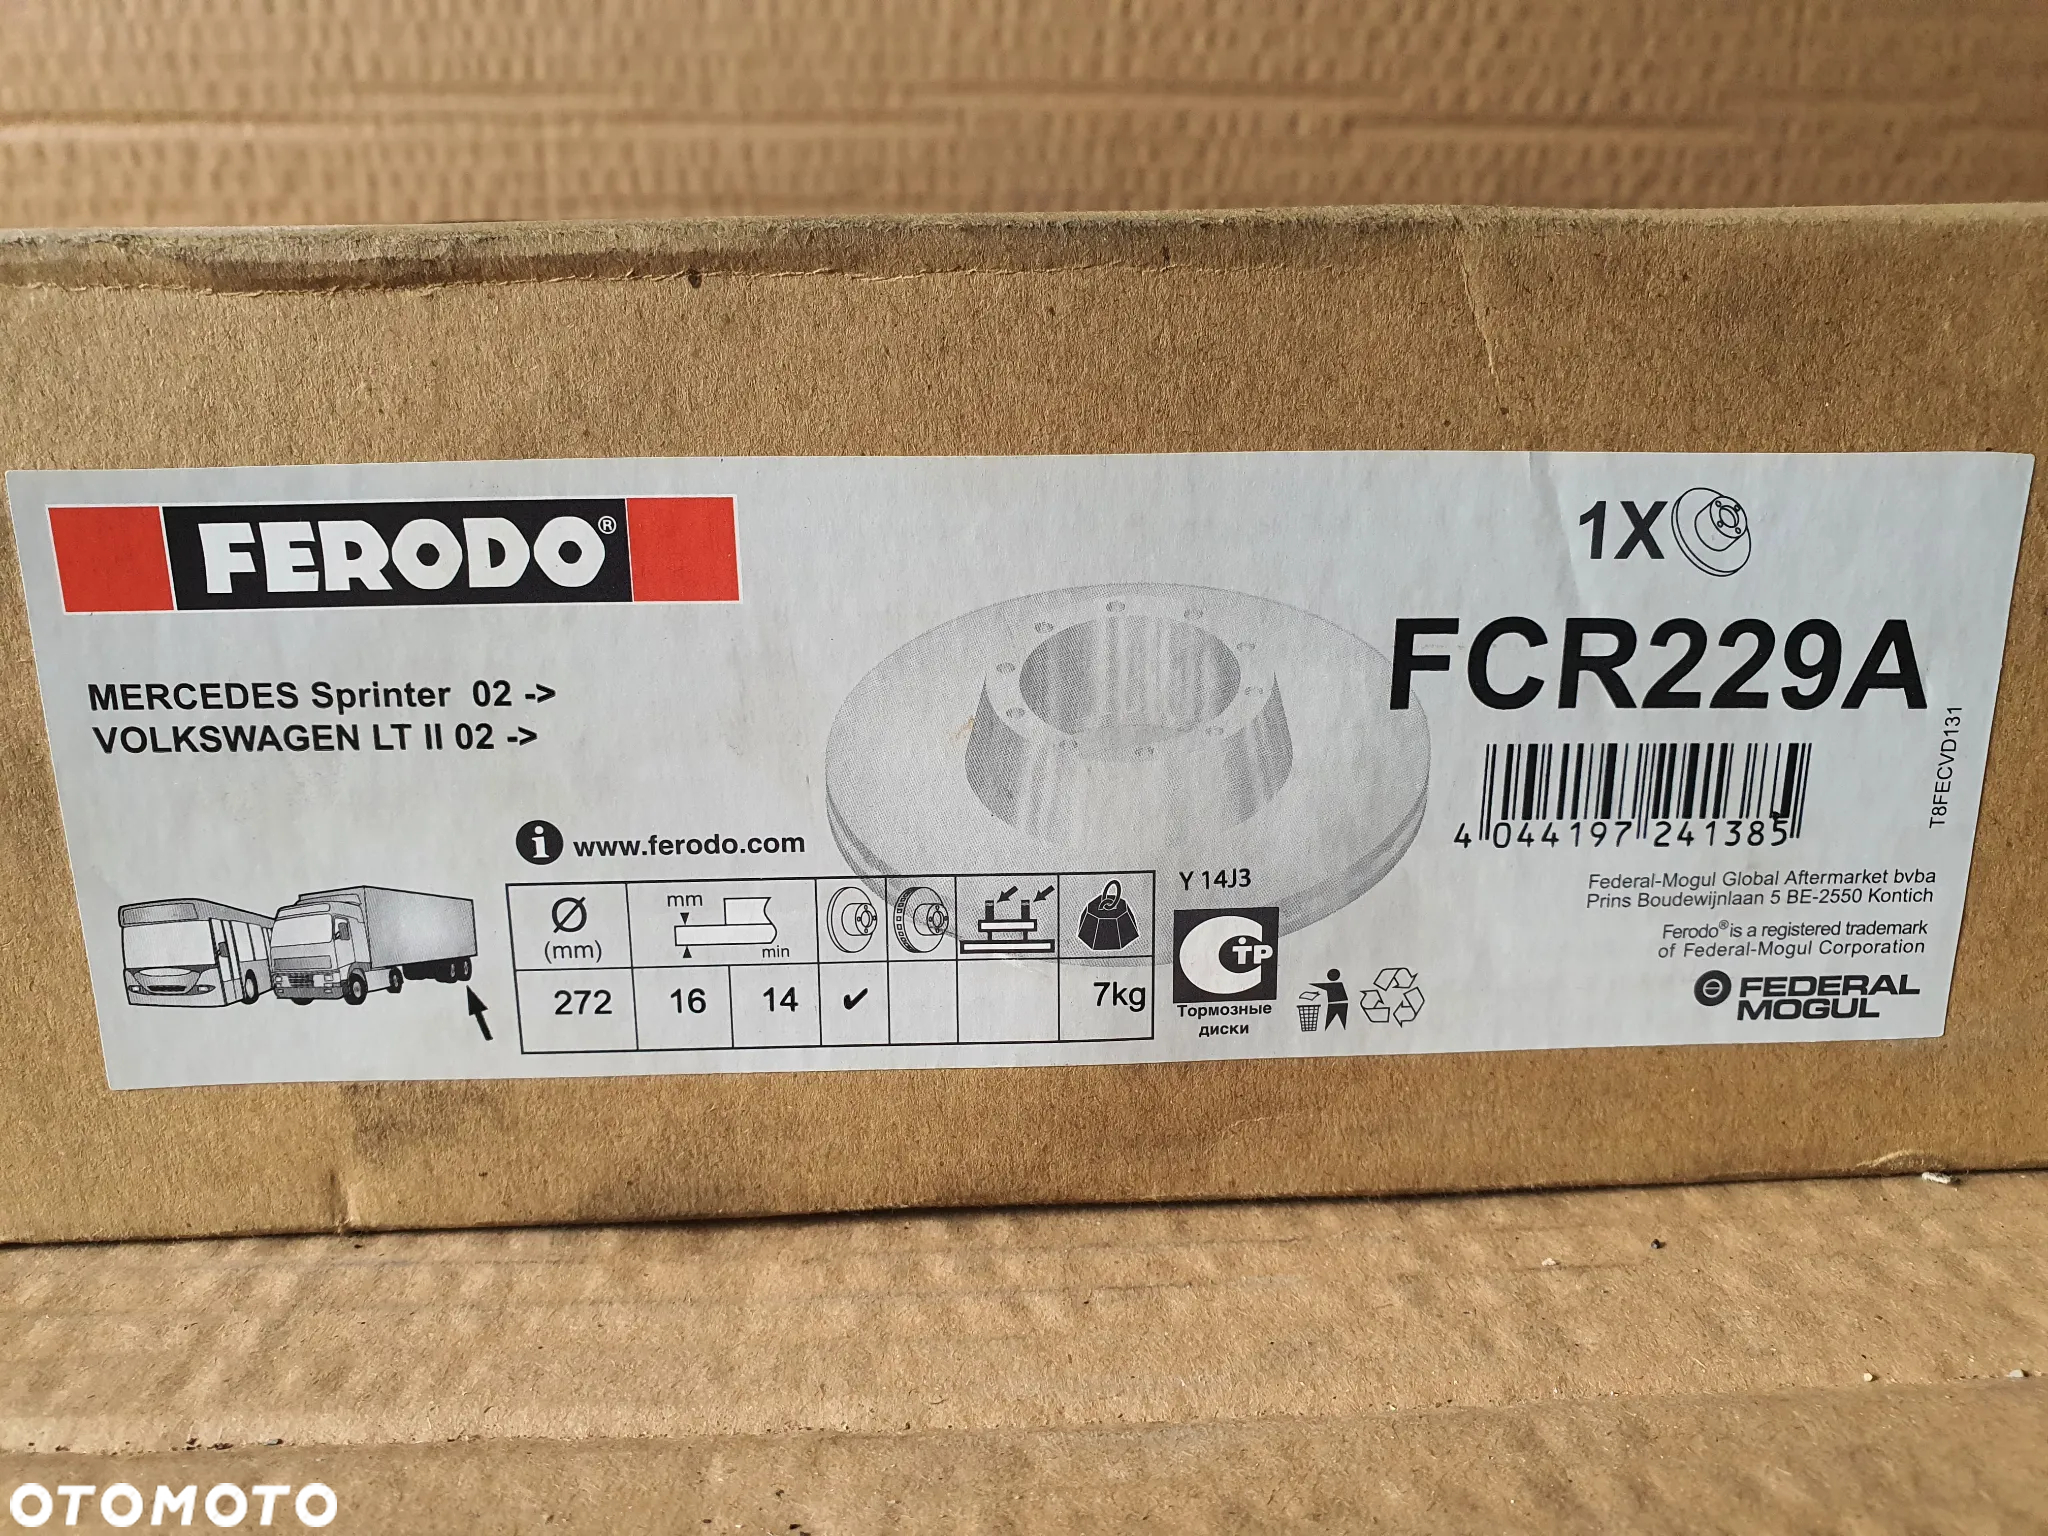 FERODO®
1X
FCR229A
MERCEDES Sprinter 02 ->
VOLKSWAGEN LT II 02 ->
4 044197 241385
T8FECVD131
i www.ferodo.com
Federal-Mogul Global Aftermarket bvba
Prins Boudewijnlaan 5 BE-2550 Kontich
Ferodo® is a registered trademark
of Federal-Mogul Corporation
FEDERAL
MOGUL
Ø
(mm)
mm
min
272 16 14 ✔ 7kg
Y 14J3
СТР
Тормозные
диски
OTOMOTO